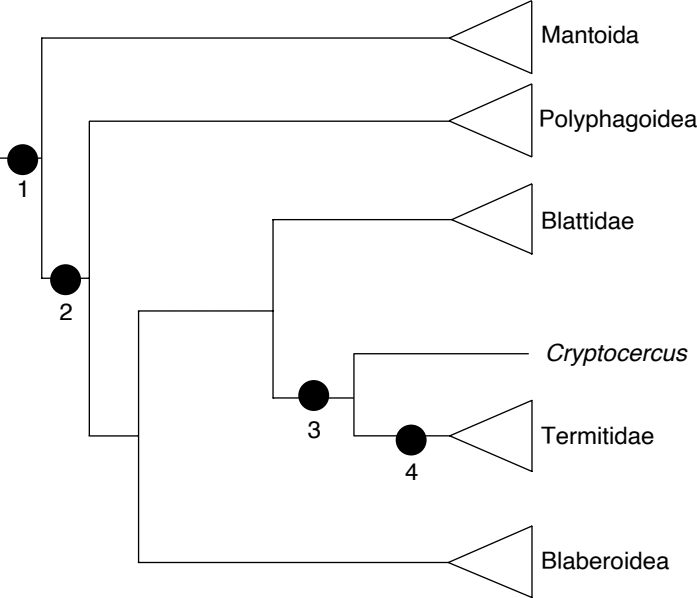 Mantoida
Polyphagoidea
1
Blattidae
2
Cryptocercus
3
Termitidae
4
Blaberoidea